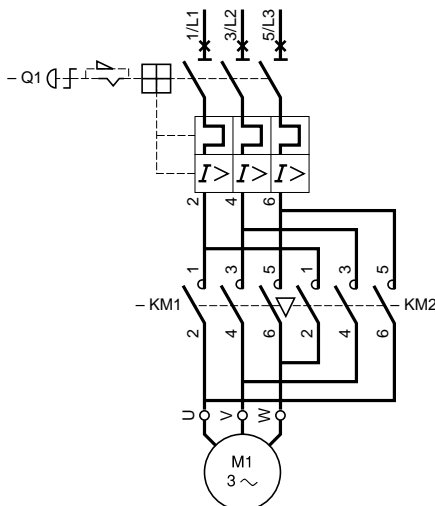 1/L1 3/L2 5/L3
– Q1
I> I> I>
2 4 6
1 3 5 1 3 5
– KM1 – KM2
2 4 6 2 4 6
U V W
M1
3 ~